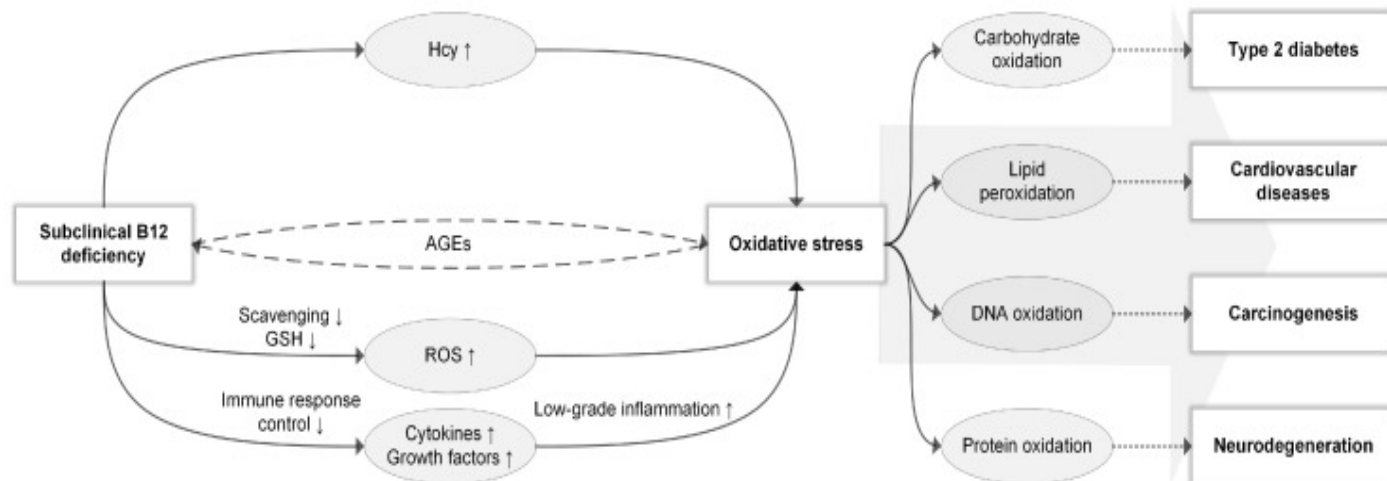 Hcy ↑
Carbohydrate
oxidation
Type 2 diabetes
Lipid
peroxidation
Cardiovascular
diseases
Subclinical B12
deficiency
AGEs
Oxidative stress
Scavenging ↓
GSH ↓
ROS ↑
DNA oxidation
Carcinogenesis
Immune response
control ↓
Cytokines ↑
Growth factors ↑
Low-grade inflammation ↑
Protein oxidation
Neurodegeneration